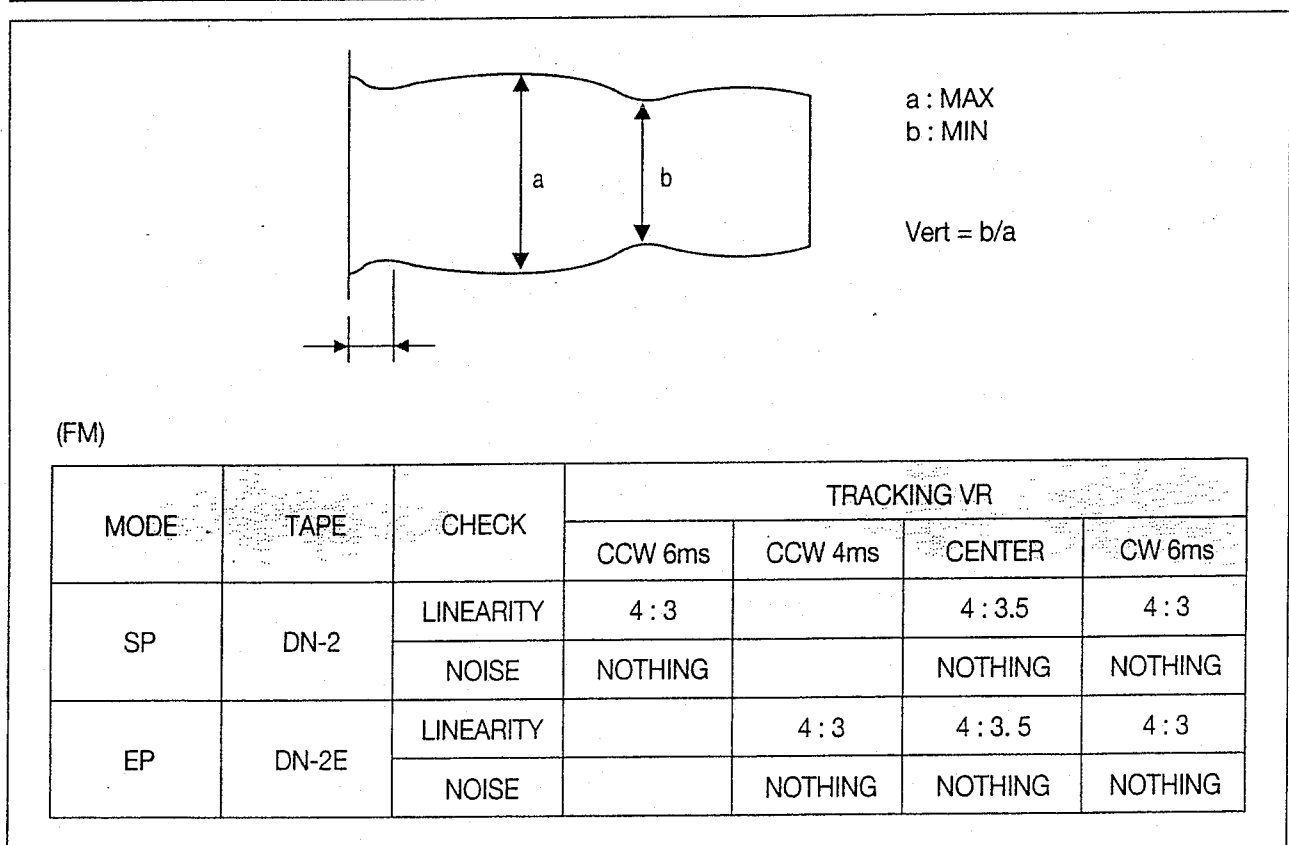 a : MAX
b : MIN
a
b
Vert = b/a
(FM)
MODE TAPE CHECK TRACKING VR
CCW 6ms CCW 4ms CENTER CW 6ms
SP DN-2 LINEARITY 4 : 3 4 : 3.5 4 : 3
NOISE NOTHING NOTHING NOTHING
EP DN-2E LINEARITY 4 : 3 4 : 3. 5 4 : 3
NOISE NOTHING NOTHING NOTHING